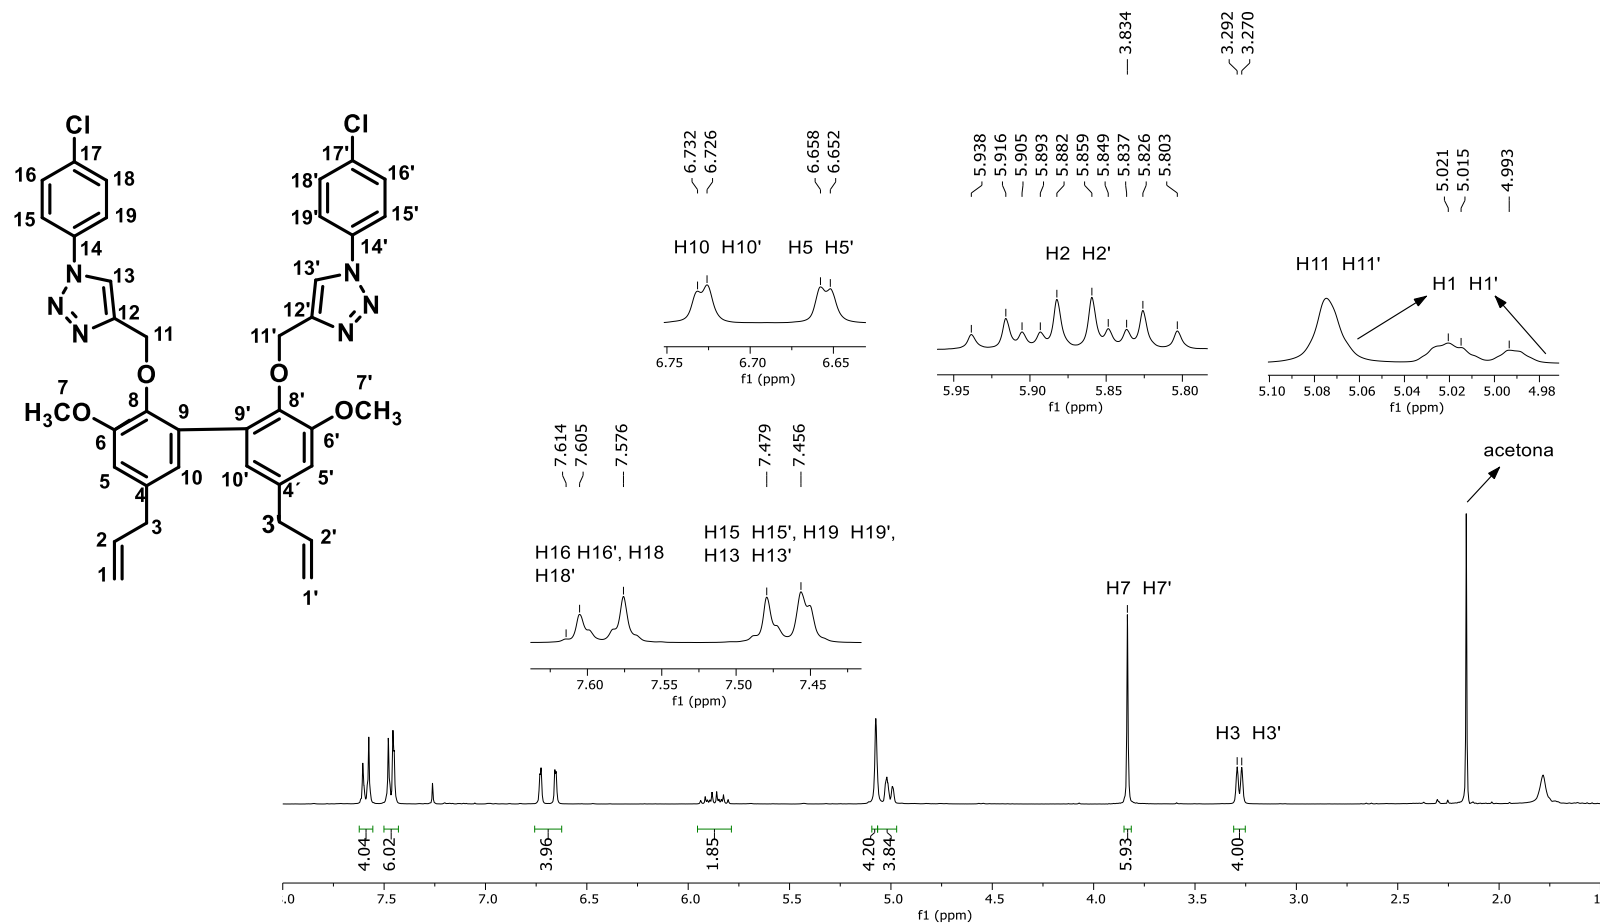 3.834
3.292
3.270
6.732
6.726
6.658
6.652
5.938
5.916
5.905
5.893
5.882
5.859
5.849
5.837
5.826
5.803
5.021
5.015
4.993
H10 H10'
H5 H5'
6.75 6.70 6.65
f1 (ppm)
H2 H2'
5.95 5.90 5.85 5.80
f1 (ppm)
H11 H11'
H1 H1'
5.10 5.08 5.06 5.04 5.02 5.00 4.98
f1 (ppm)
Cl
17
16
18
15
19
14
N
13
N
N
12
11
O
7
H3CO
8
9
6
5
10
4
3
2
1
Cl
17'
18'
16'
19'
15'
14'
13'
N
N
12'
N
11'
O
7'
8'
OCH3
9'
6'
10'
5'
4´
3'
2'
1'
7.614
7.605
7.576
7.479
7.456
H16 H16', H18
H18'
H15 H15', H19 H19',
H13 H13'
7.60 7.55 7.50 7.45
f1 (ppm)
acetona
H7 H7'
H3 H3'
4.04
6.02
3.96
1.85
4.20
3.84
5.93
4.00
.0 7.5 7.0 6.5 6.0 5.5 5.0 4.5 4.0 3.5 3.0 2.5 2.0 1
f1 (ppm)